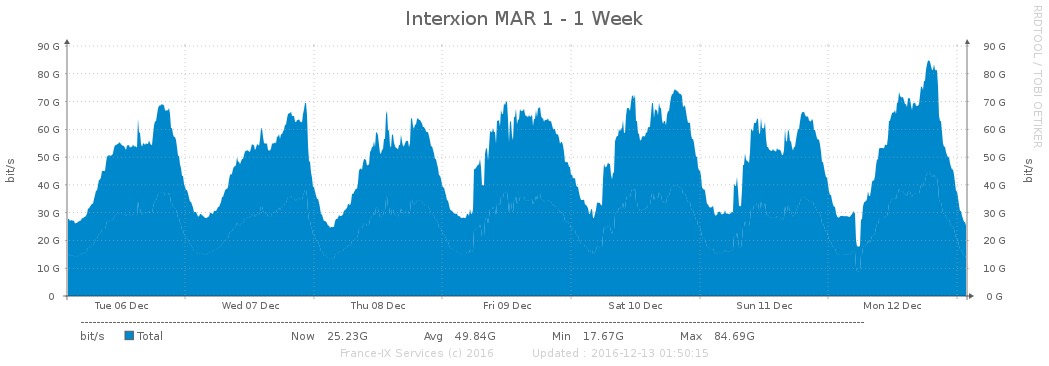 Interxion MAR 1 - 1 Week
RRDTOOL / TOBI OETIKER
90 G 90 G
80 G 80 G
70 G 70 G
60 G 60 G
50 G 50 G
40 G 40 G
30 G 30 G
20 G 20 G
10 G 10 G
0 0 G
bit/s bit/s
Tue 06 Dec Wed 07 Dec Thu 08 Dec Fri 09 Dec Sat 10 Dec Sun 11 Dec Mon 12 Dec
bit/s Total Now 25.23G Avg 49.84G Min 17.67G Max 84.69G
France-IX Services (c) 2016 Updated : 2016-12-13 01:50:15